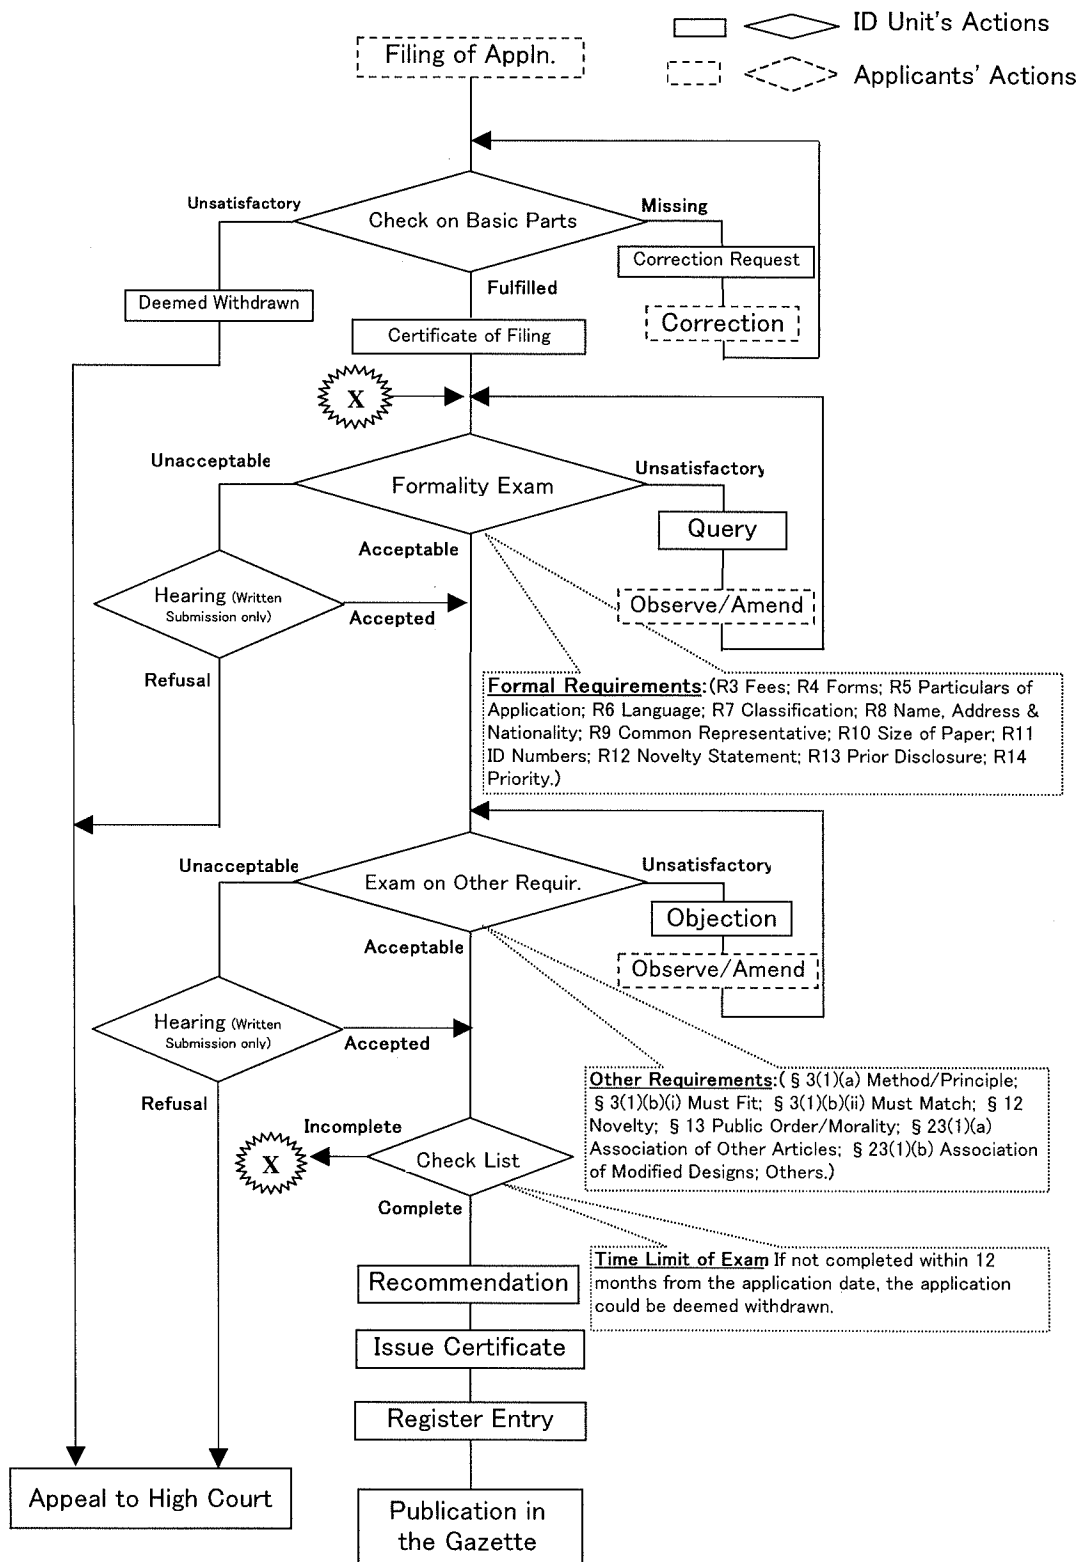 ID Unit's Actions
Filing of Appln.
Applicants' Actions
Unsatisfactory
Missing
Check on Basic Parts
Correction Request
Fulfilled
Deemed Withdrawn
Correction
Certificate of Filing
X
Unacceptable
Unsatisfactory
Formality Exam
Query
Acceptable
Hearing (Written
Submission only)
Observe/Amend
Accepted
Refusal
Formal Requirements:(R3 Fees; R4 Forms; R5 Particulars of
Application; R6 Language; R7 Classification; R8 Name, Address &
Nationality; R9 Common Representative; R10 Size of Paper; R11
ID Numbers; R12 Novelty Statement; R13 Prior Disclosure; R14
Priority.)
Unacceptable
Unsatisfactory
Exam on Other Requir.
Objection
Acceptable
Observe/Amend
Hearing (Written
Submission only)
Accepted
Other Requirements:( § 3(1)(a) Method/Principle;
§ 3(1)(b)(i) Must Fit; § 3(1)(b)(ii) Must Match; § 12
Novelty; § 13 Public Order/Morality; § 23(1)(a)
Association of Other Articles; § 23(1)(b) Association
of Modified Designs; Others.)
Refusal
Incomplete
X
Check List
Complete
Time Limit of Exam If not completed within 12
months from the application date, the application
could be deemed withdrawn.
Recommendation
Issue Certificate
Register Entry
Appeal to High Court
Publication in
the Gazette